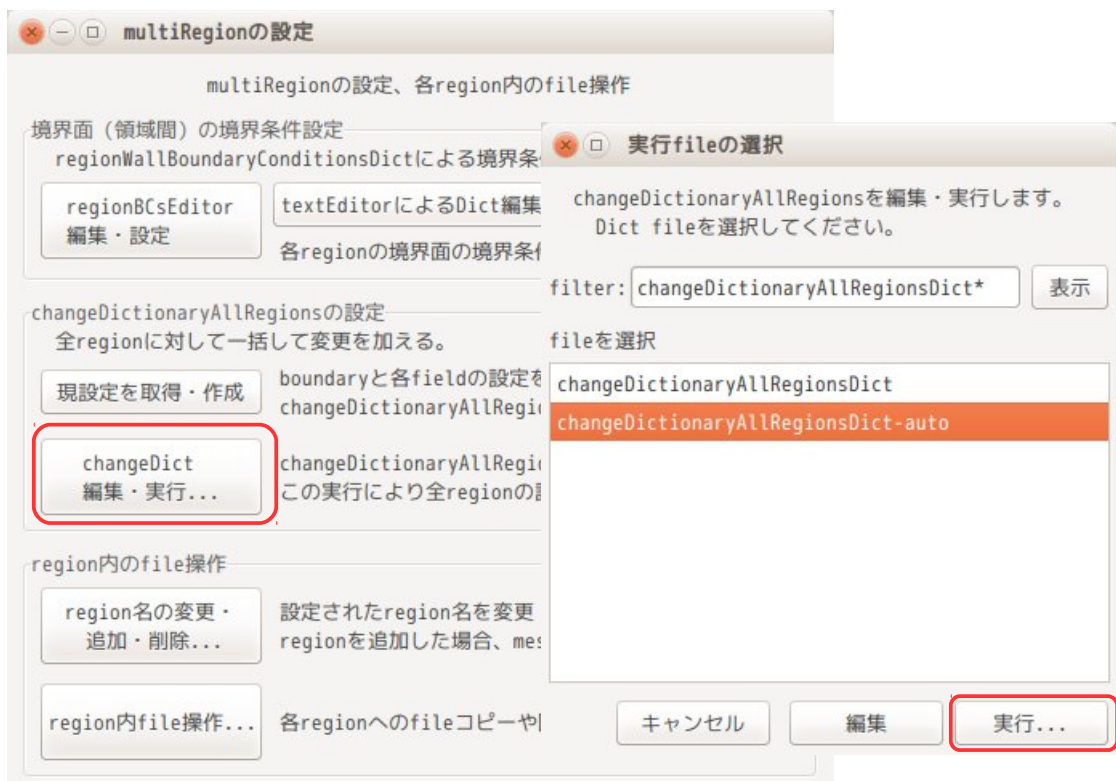 multiRegionの設定
multiRegionの設定、各region内のfile操作
境界面（領域間）の境界条件設定
regionWallBoundaryConditionsDictによる境界条
regionBCsEditor
編集・設定
textEditorによるDict編集
各regionの境界面の境界条
changeDictionaryAllRegionsの設定
全regionに対して一括して変更を加える。
現設定を取得・作成
boundaryと各fieldの設定を
changeDictionaryAllRegi
changeDict
編集・実行...
changeDictionaryAllRegi
この実行により全regionの
region内のfile操作
region名の変更・
追加・削除...
設定されたregion名を変更
regionを追加した場合、mes
region内file操作...
各regionへのfileコピーや
実行fileの選択
changeDictionaryAllRegionsを編集・実行します。
Dict fileを選択してください。
filter:
changeDictionaryAllRegionsDict*
表示
fileを選択
changeDictionaryAllRegionsDict
changeDictionaryAllRegionsDict-auto
キャンセル
編集
実行...